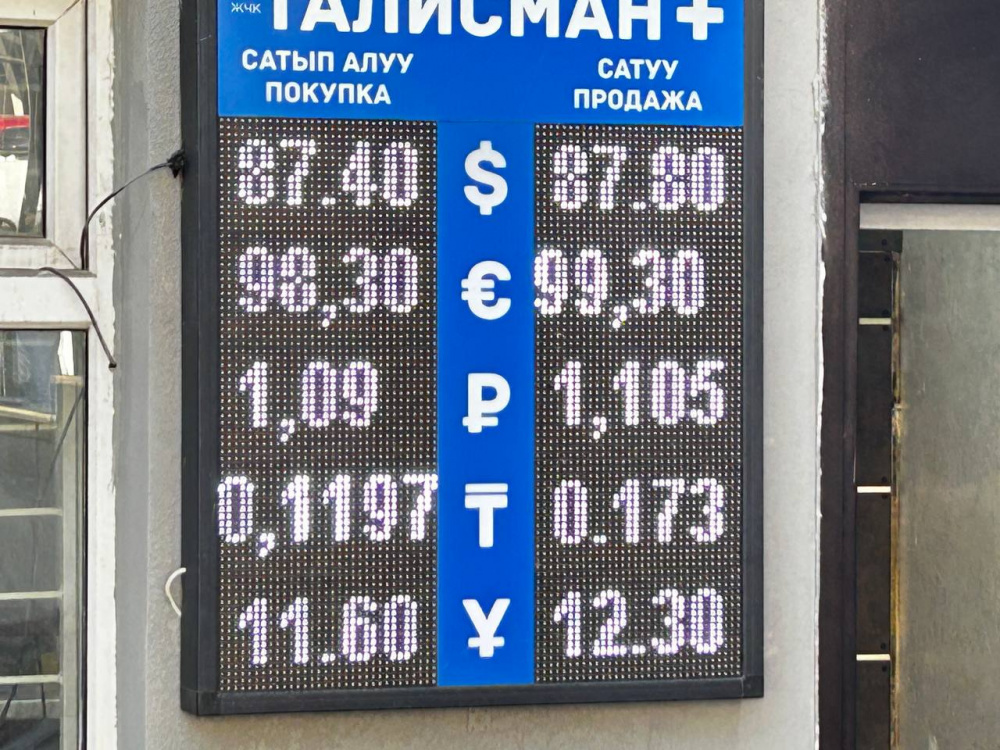 ЖЧК ТАЛИСМАН+
САТЫП АЛУУ САТУУ
ПОКУПКА ПРОДАЖА
87.40 $ 87.80
98,30 € 99,30
1,09 ₽ 1,105
0,1197 ₸ 0.173
11.60 ¥ 12.30